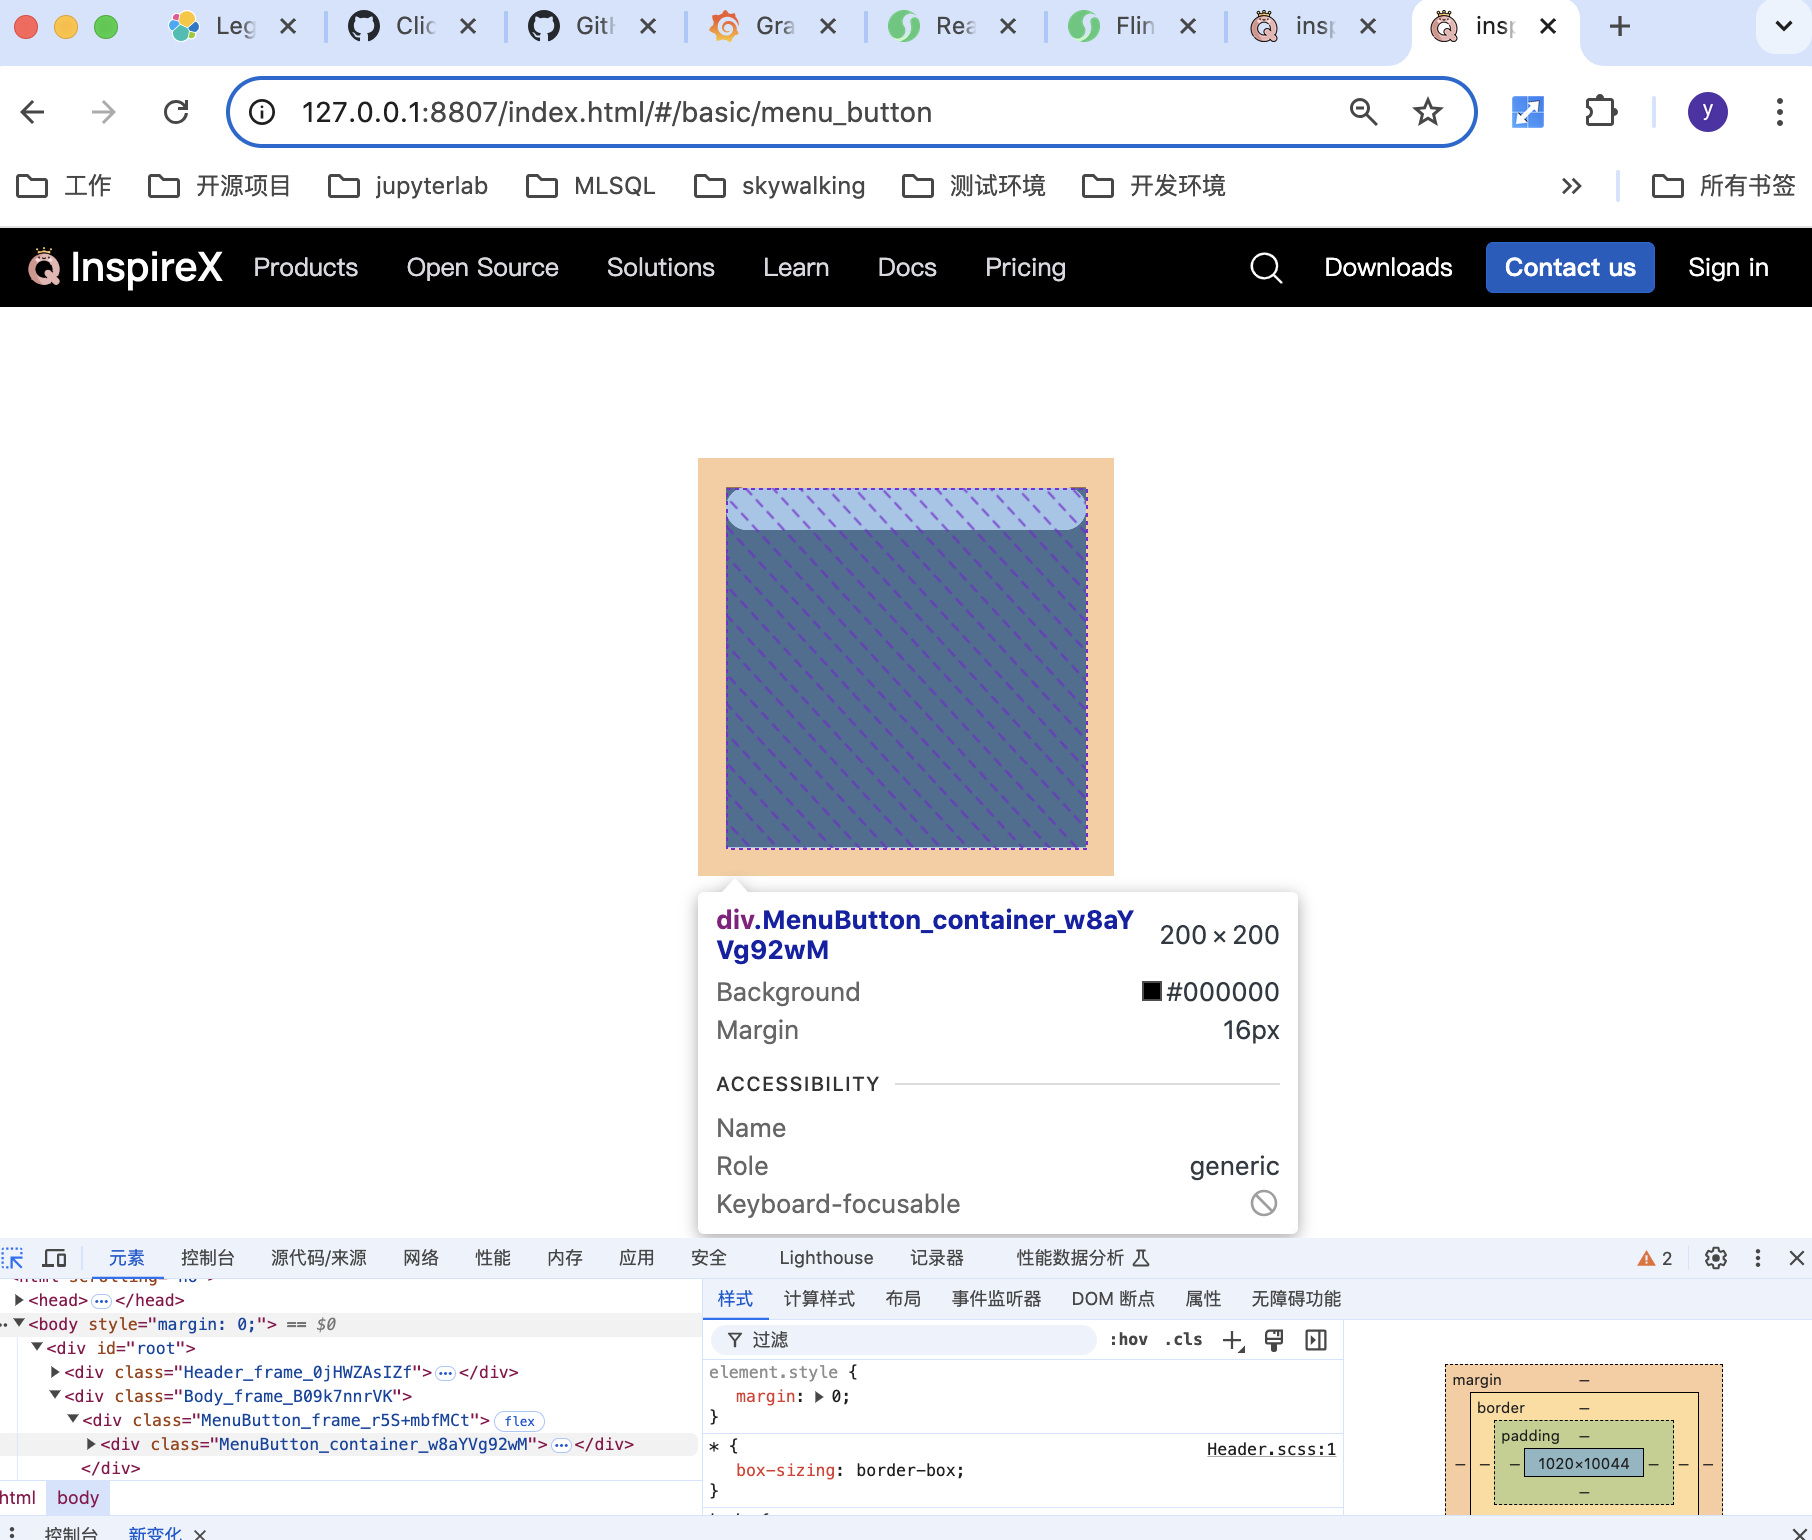 Leg
Clic
GitH
Gra
Rea
Flin
insp
insp
127.0.0.1:8807/index.html/#/basic/menu_button
y
工作
开源项目
jupyterlab
MLSQL
skywalking
测试环境
开发环境
所有书签
InspireX Products Open Source Solutions Learn Docs Pricing Downloads Contact us Sign in
div.MenuButton_container_w8aY
Vg92wM
200 × 200
Background #000000
Margin 16px
ACCESSIBILITY
Name
Role generic
Keyboard-focusable
元素 控制台 源代码/来源 网络 性能 内存 应用 安全 Lighthouse 记录器 性能数据分析 2
<head> ••• </head>
<body style="margin: 0;"> == $0
<div id="root">
<div class="Header_frame_0jHWZAsIZf"> ••• </div>
<div class="Body_frame_B09k7nnrVK">
<div class="MenuButton_frame_r5S+mbfMCt"> flex
<div class="MenuButton_container_w8aYVg92wM"> ••• </div>
</div>
html body
样式 计算样式 布局 事件监听器 DOM 断点 属性 无障碍功能
过滤 :hov .cls
element.style {
margin: 0;
}
* {
Header.scss:1
box-sizing: border-box;
}
margin –
border –
padding –
– – – 1020×10044 – – –
–
控制台 新变化